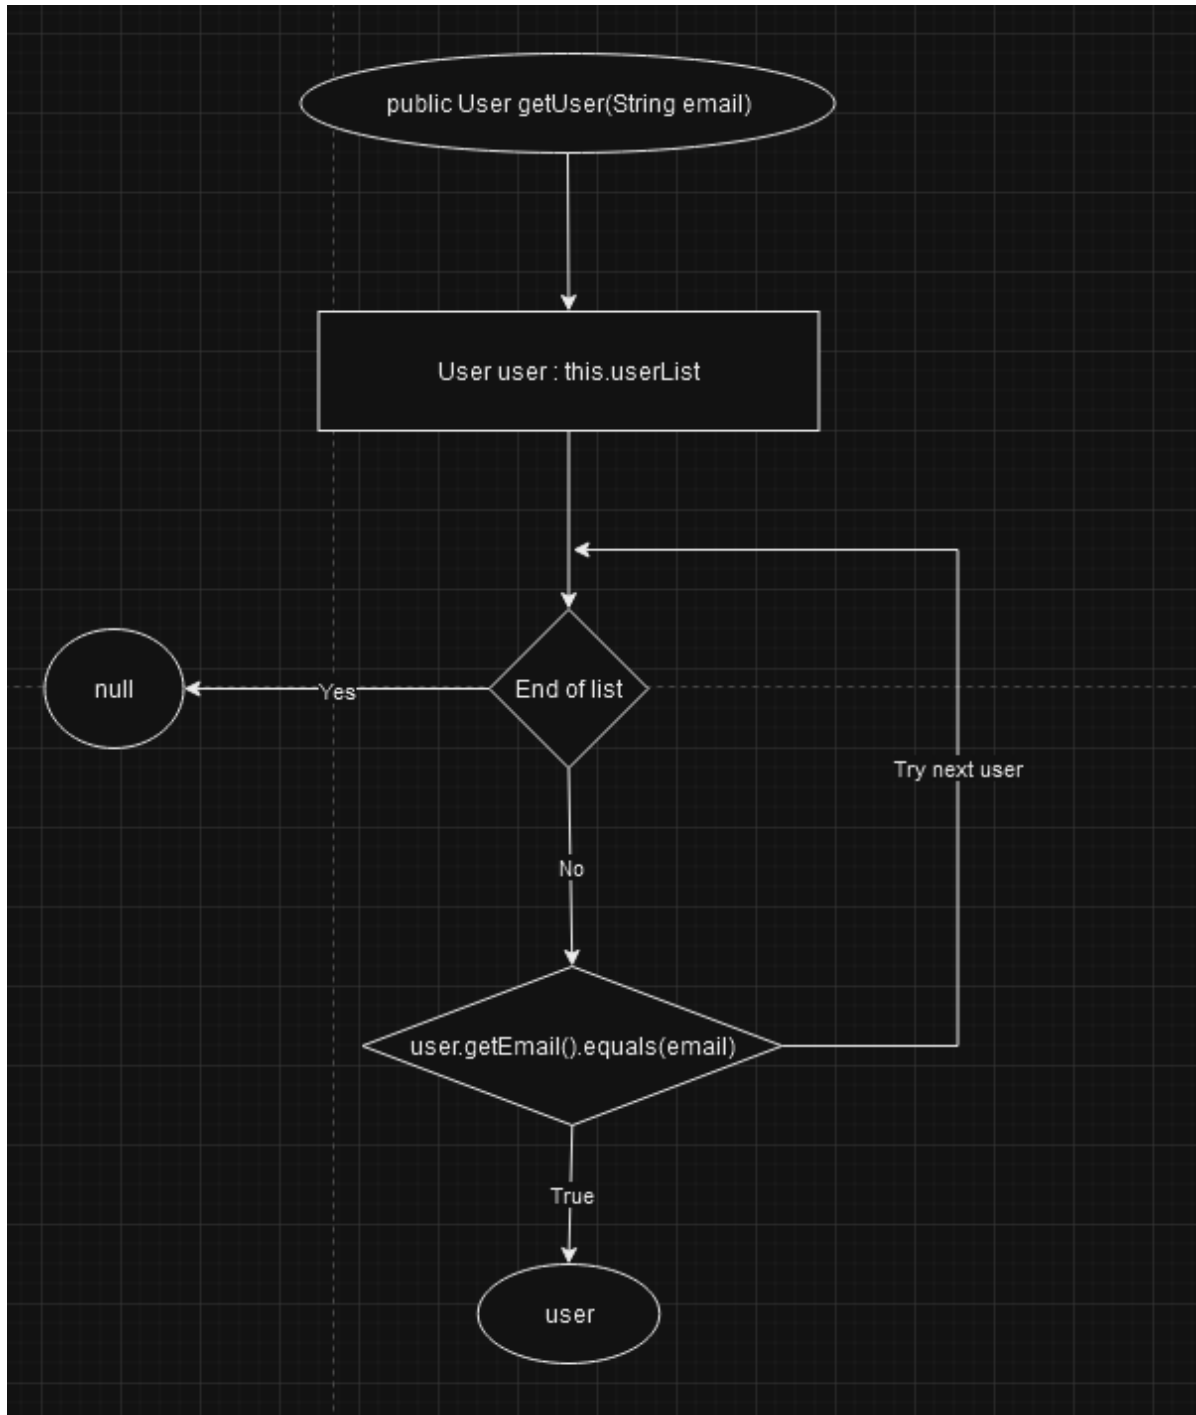 public User getUser(String email)
User user : this.userList
End of list
Yes
null
Try next user
No
user.getEmail().equals(email)
True
user